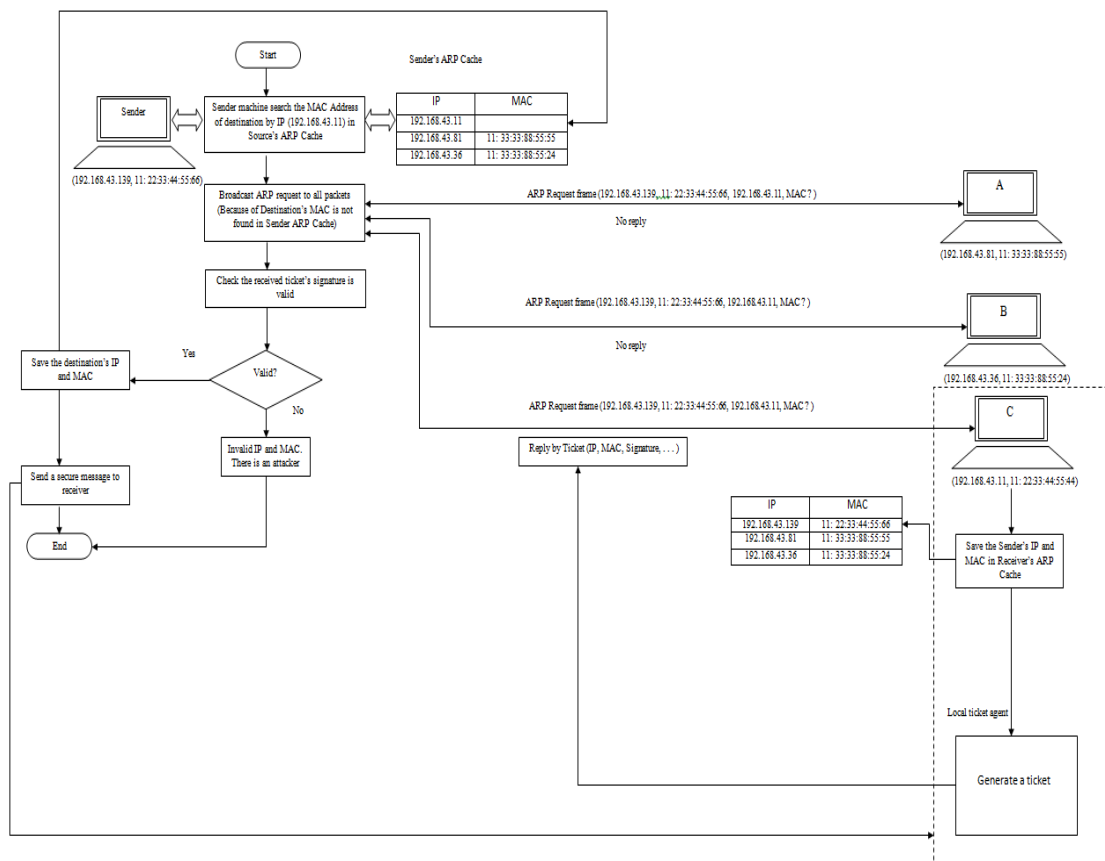 Start
Sender's ARP Cache
Sender
Sender machine search the MAC Address
of destination by IP (192.168.43.11) in
Source's ARP Cache
IP MAC
192.168.43.11
192.168.43.81 11: 33:33:88:55:55
192.168.43.36 11: 33:33:88:55:24
(192.168.43.139, 11: 22:33:44:55:66)
Broadcast ARP request to all packets
(Because of Destination's MAC is not
found in Sender ARP Cache)
ARP Request frame (192.168.43.139, 11: 22:33:44:55:66, 192.168.43.11, MAC ? )
No reply
A
(192.168.43.81, 11: 33:33:88:55:55)
Check the received ticket's signature is
valid
ARP Request frame (192.168.43.139, 11: 22:33:44:55:66, 192.168.43.11, MAC ? )
No reply
B
(192.168.43.36, 11: 33:33:88:55:24)
Yes
Save the destination's IP
and MAC
Valid?
No
ARP Request frame (192.168.43.139, 11: 22:33:44:55:66, 192.168.43.11, MAC ? )
C
(192.168.43.11, 11: 22:33:44:55:44)
Invalid IP and MAC.
There is an attacker
Reply by Ticket (IP, MAC, Signature, . . . )
Send a secure message to
receiver
End
IP MAC
192.168.43.139 11: 22:33:44:55:66
192.168.43.81 11: 33:33:88:55:55
192.168.43.36 11: 33:33:88:55:24
Save the Sender's IP and
MAC in Receiver's ARP
Cache
Local ticket agent
Generate a ticket